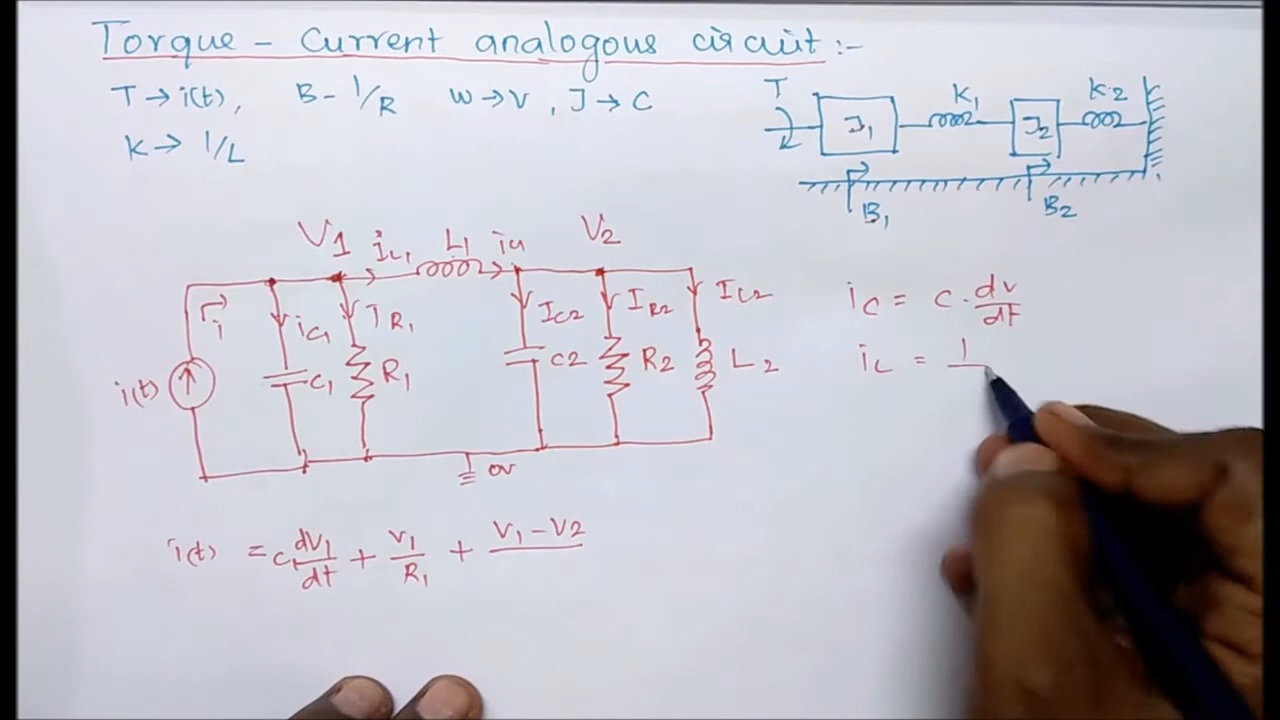 Torque - Current analogous circuit :-
T → i(t), B - 1/R W → V, J → C
K → 1/L
T J1 K1 J2 K2
B1 B2
V1 iL1 L1 iL1 V2
i iC1 IR1 IC2 IR2 IL2
i(t) C1 R1 C2 R2 L2
0V
iC = C . dv/dt
iL = 1/
i(t) = C1 dV1/dt + V1/R1 + V1 - V2